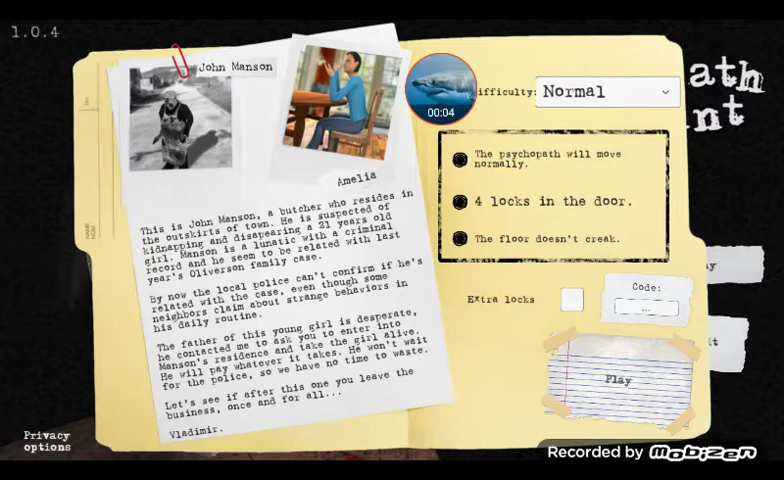 1.0.4
John Manson
Amelia
This is John Manson, a butcher who resides in
the outskirts of town. He is suspected of
kidnapping and disapearing a 21 years old
girl. Manson is a lunatic with a criminal
record and he seem to be related with last
year's Oliverson family case.
By now the local police can't confirm if he's
related with the case, even though some
neighbors claim about strange behaviors in
his daily routine.
The father of this young girl is desperate,
he contacted me to ask you to enter into
Manson's residence and take the girl alive.
He will pay whatever it takes. He won't wait
for the police, so we have no time to waste.
Let's see if after this one you leave the
business, once and for all...
Vladimir.
00:04
ifficulty:
Normal
The psychopath will move
normally.
4 locks in the door.
The floor doesn't creak.
Extra locks
Code:
...
Play
ath
nt
Privacy
options
Recorded by mobizen